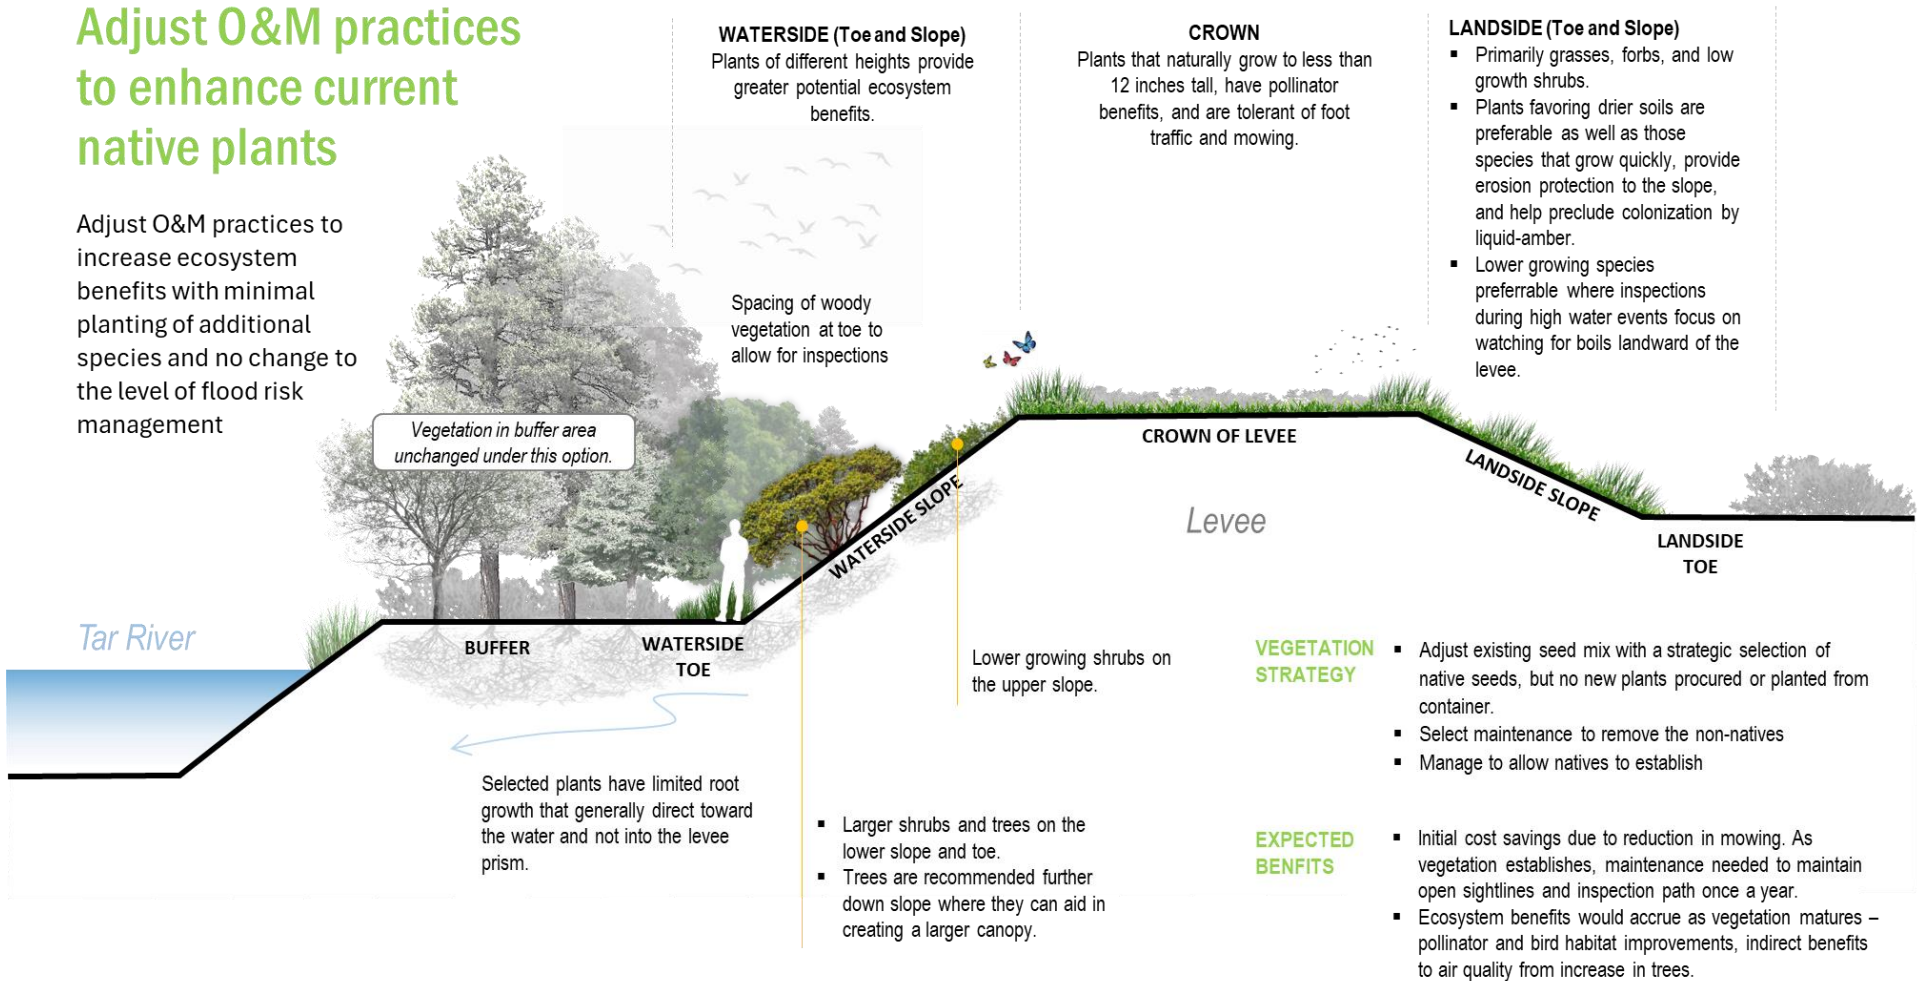 Adjust O&M practices
to enhance current
native plants
Adjust O&M practices to
increase ecosystem
benefits with minimal
planting of additional
species and no change to
the level of flood risk
management
WATERSIDE (Toe and Slope)
Plants of different heights provide
greater potential ecosystem
benefits.
CROWN
Plants that naturally grow to less than
12 inches tall, have pollinator
benefits, and are tolerant of foot
traffic and mowing.
LANDSIDE (Toe and Slope)
▪ Primarily grasses, forbs, and low
growth shrubs.
▪ Plants favoring drier soils are
preferable as well as those
species that grow quickly, provide
erosion protection to the slope,
and help preclude colonization by
liquid-amber.
▪ Lower growing species
preferrable where inspections
during high water events focus on
watching for boils landward of the
levee.
Spacing of woody
vegetation at toe to
allow for inspections
Vegetation in buffer area
unchanged under this option.
CROWN OF LEVEE
WATERSIDE SLOPE
LANDSIDE SLOPE
Levee
LANDSIDE
TOE
Tar River
BUFFER
WATERSIDE
TOE
Lower growing shrubs on
the upper slope.
Selected plants have limited root
growth that generally direct toward
the water and not into the levee
prism.
▪ Larger shrubs and trees on the
lower slope and toe.
▪ Trees are recommended further
down slope where they can aid in
creating a larger canopy.
VEGETATION
STRATEGY
▪ Adjust existing seed mix with a strategic selection of
native seeds, but no new plants procured or planted from
container.
▪ Select maintenance to remove the non-natives
▪ Manage to allow natives to establish
EXPECTED
BENFITS
▪ Initial cost savings due to reduction in mowing. As
vegetation establishes, maintenance needed to maintain
open sightlines and inspection path once a year.
▪ Ecosystem benefits would accrue as vegetation matures –
pollinator and bird habitat improvements, indirect benefits
to air quality from increase in trees.